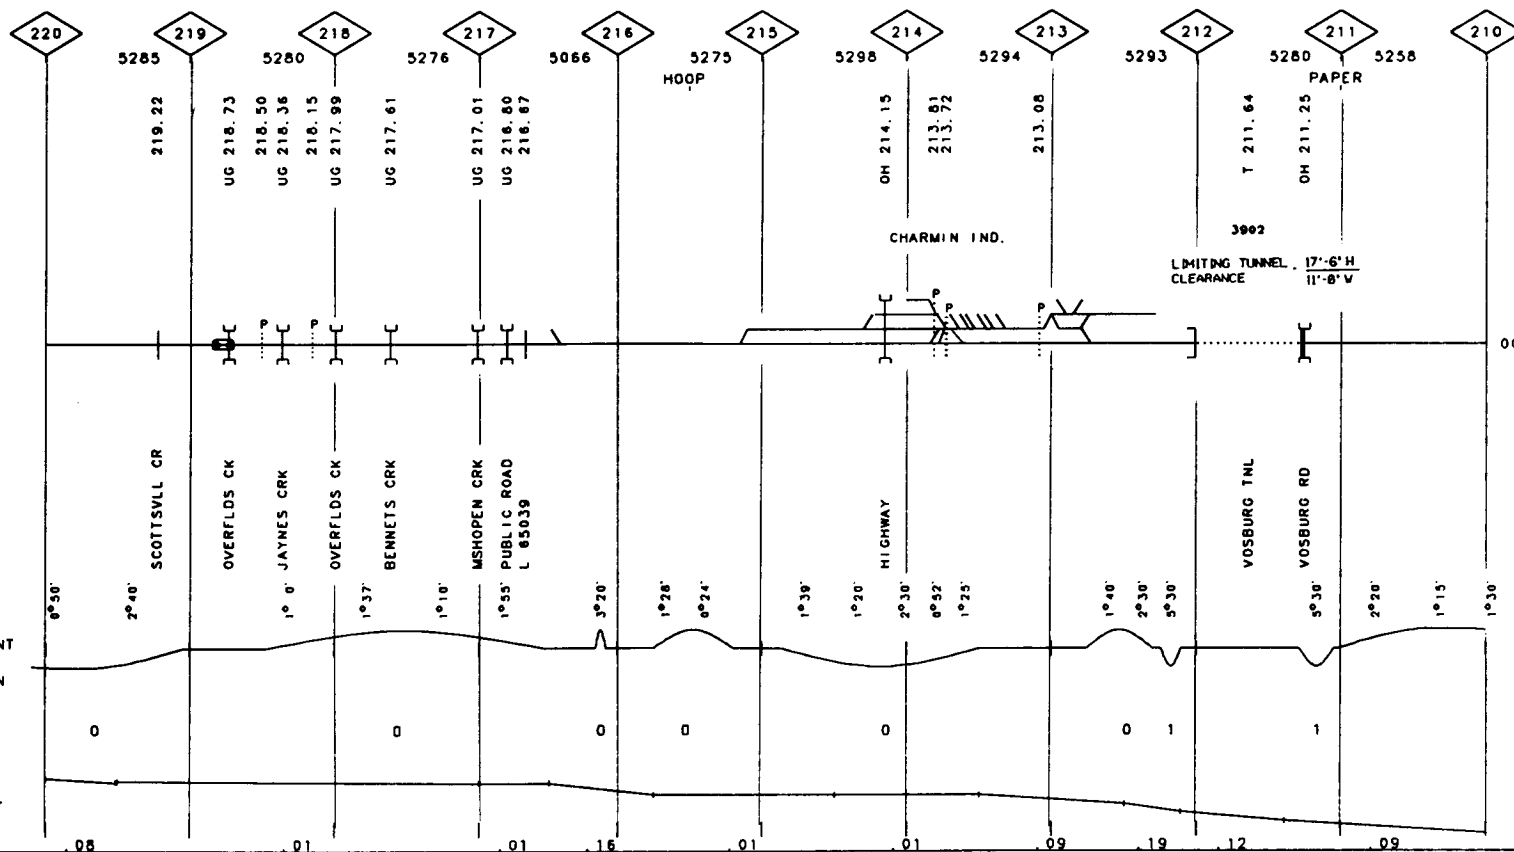 220 219 218 217 216 215 214 213 212 211 210
5285 5280 5276 5066 5275 5298 5294 5293 5280 5258
HOOP
PAPER
219.22
UG 218.73
218.50
UG 218.36
218.15
UG 217.99
UG 217.61
UG 217.01
UG 216.80
216.67
OH 214.15
213.81
213.72
213.08
T 211.64
OH 211.25
CHARMIN IND.
3902
LIMITING TUNNEL 17'-6" H
CLEARANCE 11'-8" W
P P P P P
SCOTTSVLL CR
OVERFLDS CK
JAYNES CRK
OVERFLDS CK
BENNETS CRK
MSHOPEN CRK
PUBLIC ROAD
L 65039
HIGHWAY
VOSBURG TNL
VOSBURG RD
0°50' 2°40' 1°0' 1°37' 1°10' 1°55' 3°20' 1°28' 0°24' 1°39' 1°20' 2°30' 0°52' 1°25' 1°40' 2°30' 5°30' 5°30' 2°20' 1°15' 1°30'
NT
N
0 0 0 0 0 0 1 1
.08 .01 .01 .16 .01 .01 .09 .19 .12 .09